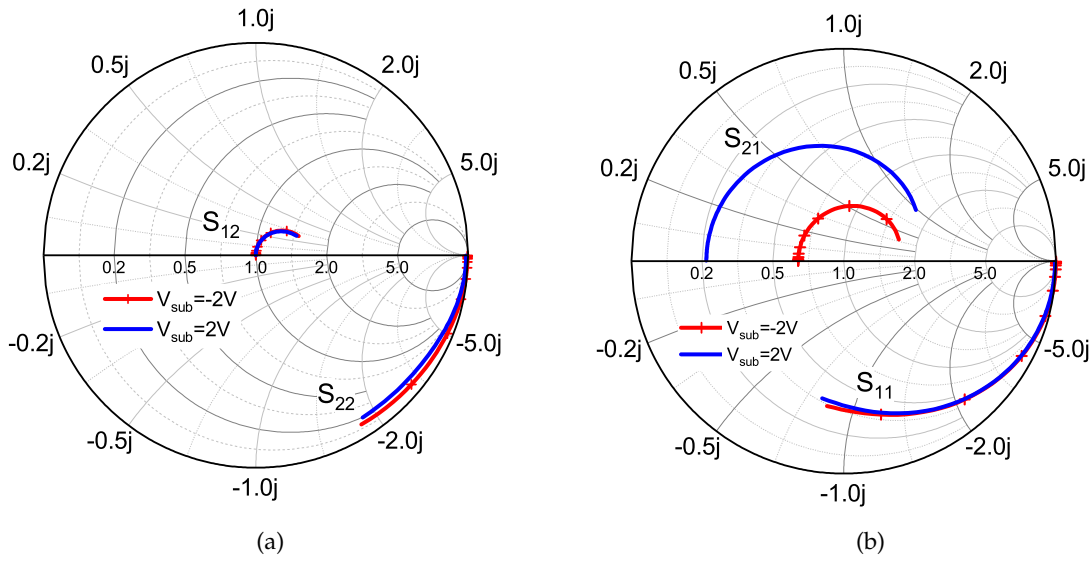 (a)
1.0j
0.5j
2.0j
0.2j
5.0j
S12
0.2 0.5 1.0 2.0 5.0
Vsub=-2V
Vsub=2V
-0.2j
-5.0j
S22
-0.5j
-2.0j
-1.0j
(a)
(b)
1.0j
0.5j
2.0j
S21
0.2j
5.0j
0.2 0.5 1.0 2.0 5.0
Vsub=-2V
Vsub=2V
-0.2j
-5.0j
S11
-0.5j
-2.0j
-1.0j
(b)